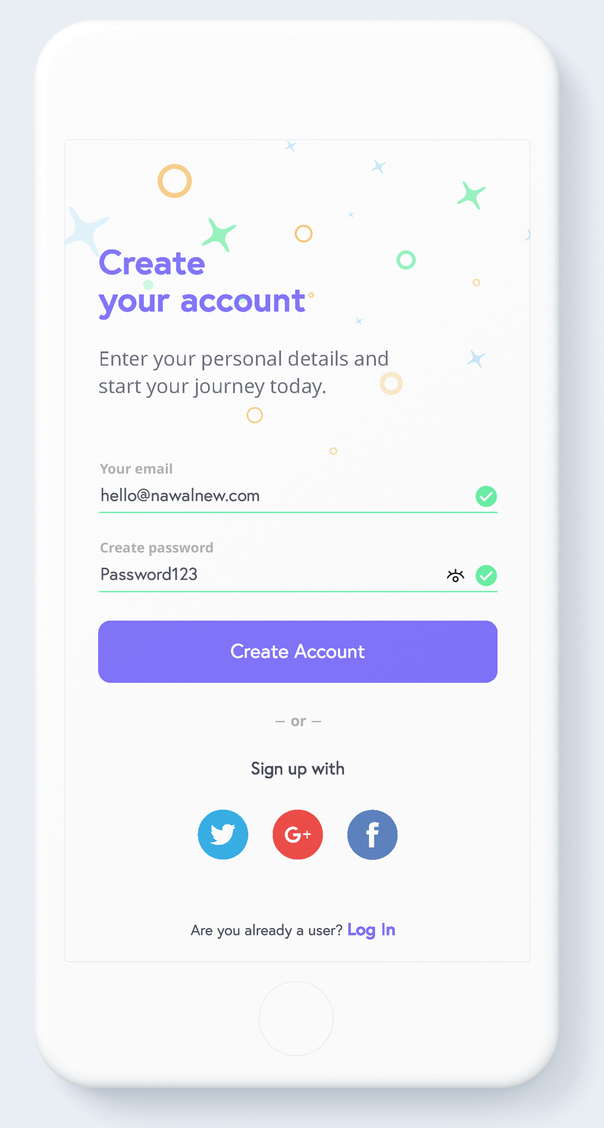 Create
your account
Enter your personal details and
start your journey today.
Your email
hello@nawalnew.com
Create password
Password123
Create Account
– or –
Sign up with
G+
f
Are you already a user? Log In